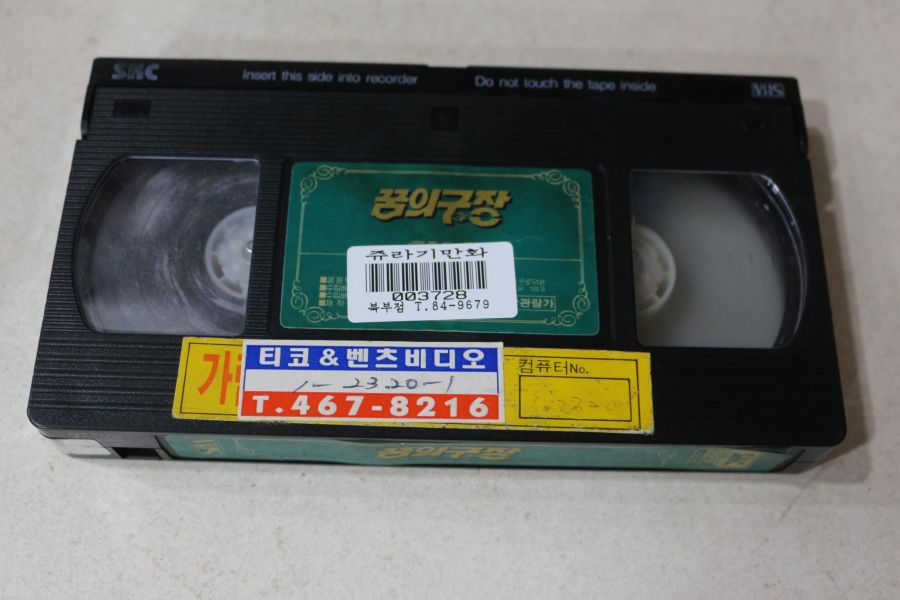 SKC Insert this side into recorder Do not touch the tape inside VHS
꿈의구장
쥬라기만화
003728
북부점 T.84-9679
관람가
가
티코&벤츠비디오
1-2320-1
T.467-8216
컴퓨터No.
꿈의구장